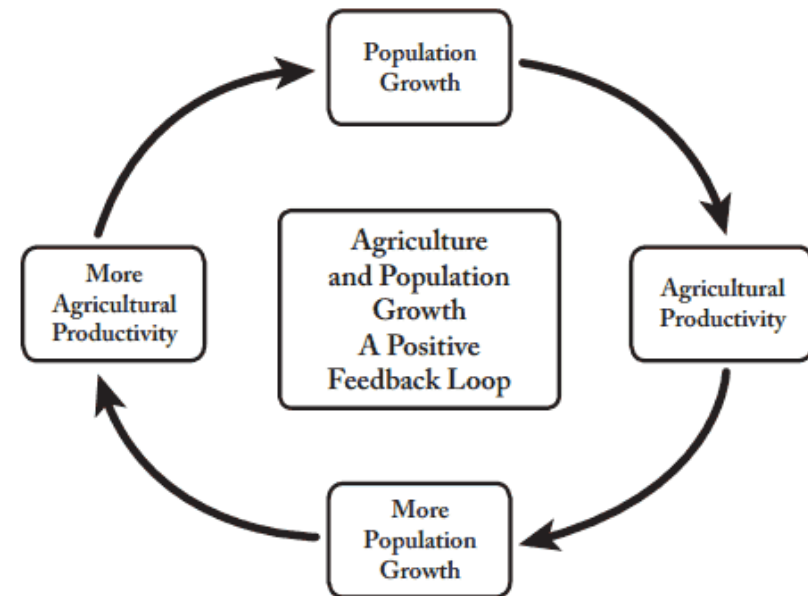 Population
Growth
Agriculture
and Population
Growth
A Positive
Feedback Loop
More
Agricultural
Productivity
Agricultural
Productivity
More
Population
Growth